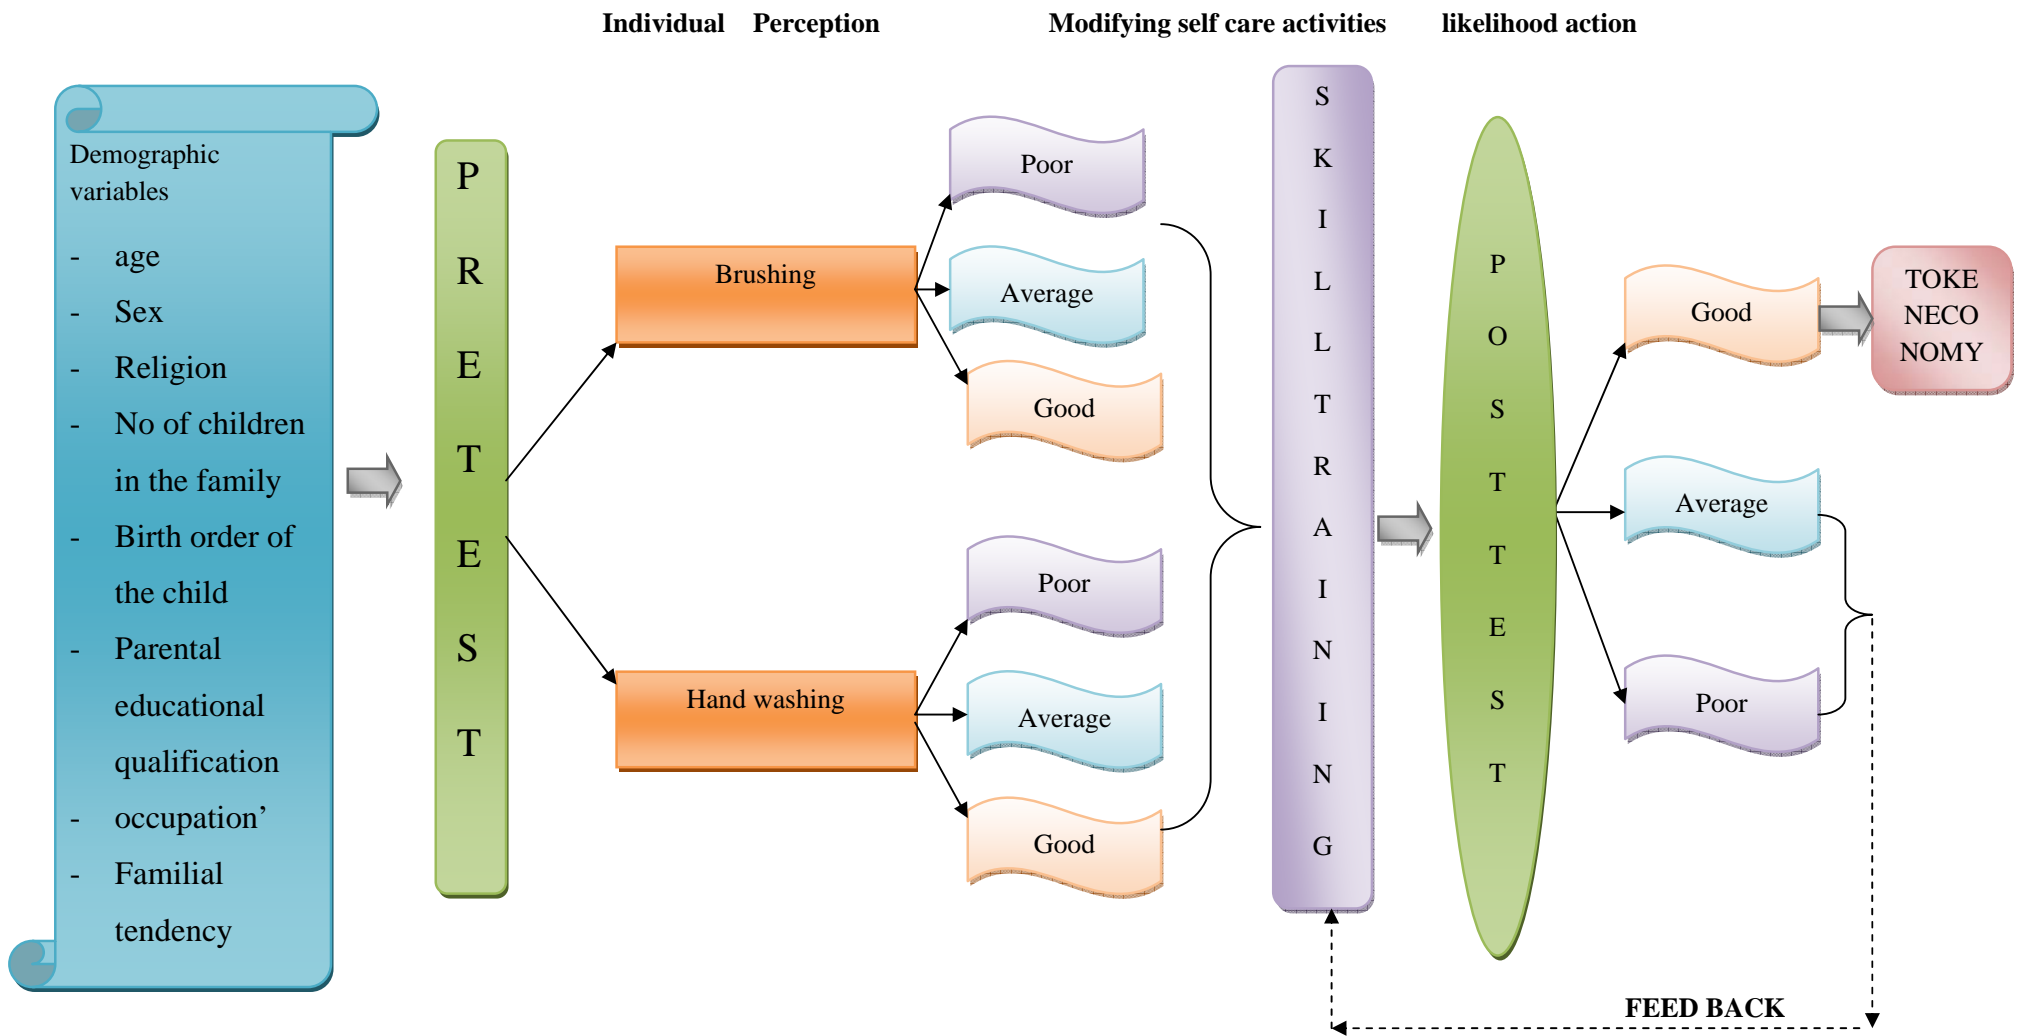 Individual Perception Modifying self care activities likelihood action
Demographic
variables
- age
- Sex
- Religion
- No of children
in the family
- Birth order of
the child
- Parental
educational
qualification
- occupation’
- Familial
tendency
P
R
E
T
E
S
T
Brushing
Poor
Average
Good
Hand washing
Poor
Average
Good
S
K
I
L
L
T
R
A
I
N
I
N
G
P
O
S
T
T
E
S
T
Good
Average
Poor
TOKE
NECO
NOMY
FEED BACK